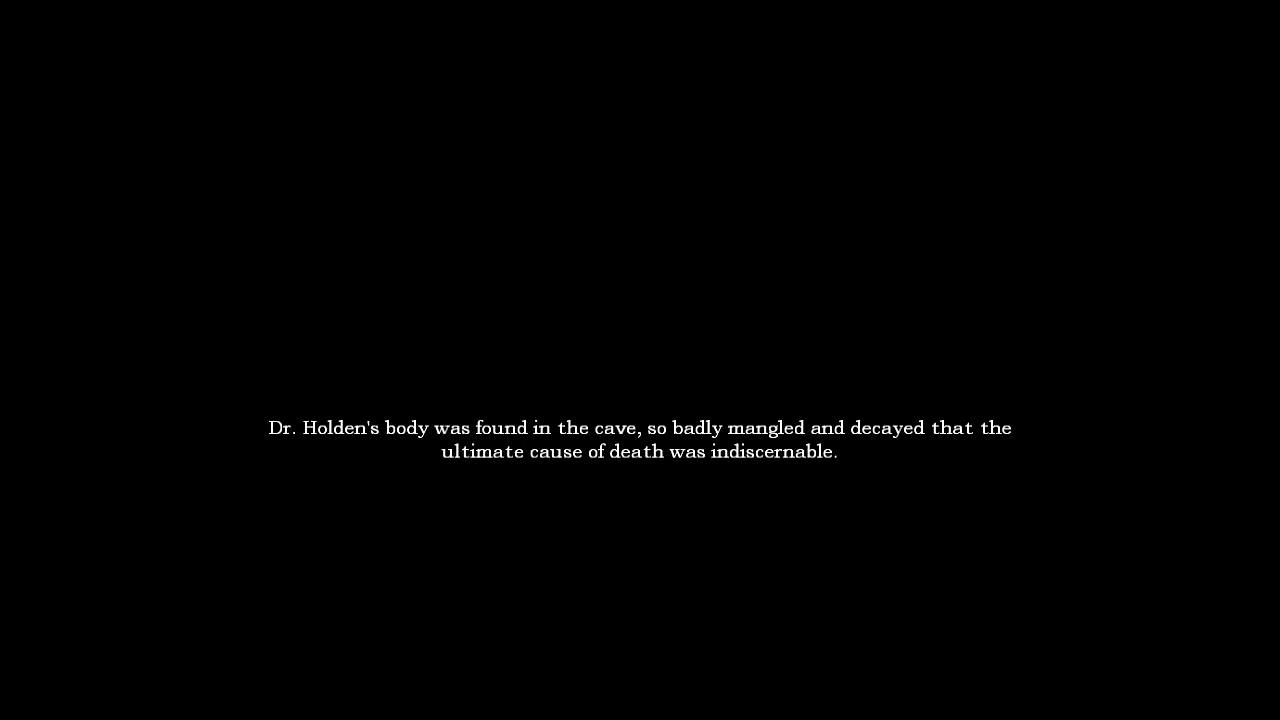 Dr. Holden's body was found in the cave, so badly mangled and decayed that the
ultimate cause of death was indiscernable.